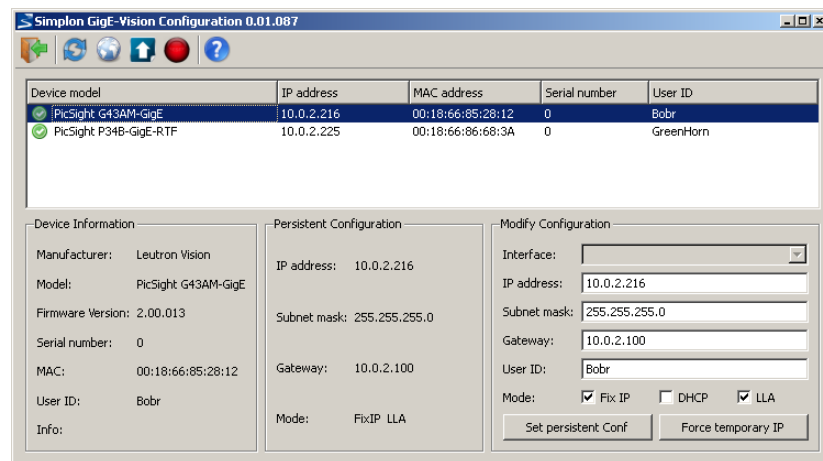 Simplon GigE-Vision Configuration 0.01.087
Device model IP address MAC address Serial number User ID
PicSight G43AM-GigE 10.0.2.216 00:18:66:85:28:12 0 Bobr
PicSight P34B-GigE-RTF 10.0.2.225 00:18:66:86:68:3A 0 GreenHorn
Device Information
Manufacturer: Leutron Vision
Model: PicSight G43AM-GigE
Firmware Version: 2.00.013
Serial number: 0
MAC: 00:18:66:85:28:12
User ID: Bobr
Info:
Persistent Configuration
IP address: 10.0.2.216
Subnet mask: 255.255.255.0
Gateway: 10.0.2.100
Mode: FixIP LLA
Modify Configuration
Interface:
IP address: 10.0.2.216
Subnet mask: 255.255.255.0
Gateway: 10.0.2.100
User ID: Bobr
Mode: Fix IP DHCP LLA
Set persistent Conf Force temporary IP